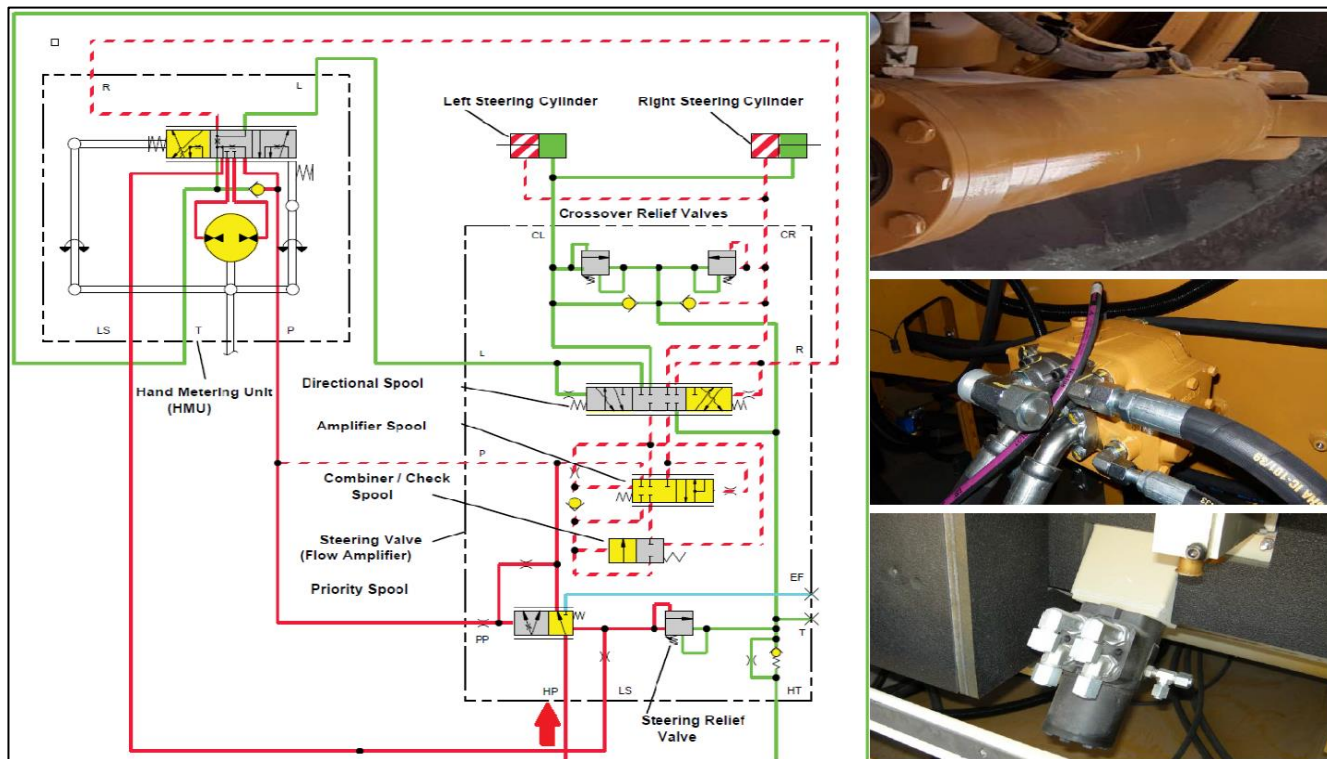 R
L
Left Steering Cylinder
Right Steering Cylinder
Crossover Relief Valves
CL
CR
LS
T
P
L
R
Hand Metering Unit
(HMU)
Directional Spool
Amplifier Spool
P
Combiner / Check
Spool
Steering Valve
(Flow Amplifier)
Priority Spool
EF
PP
T
HP
LS
HT
Steering Relief
Valve